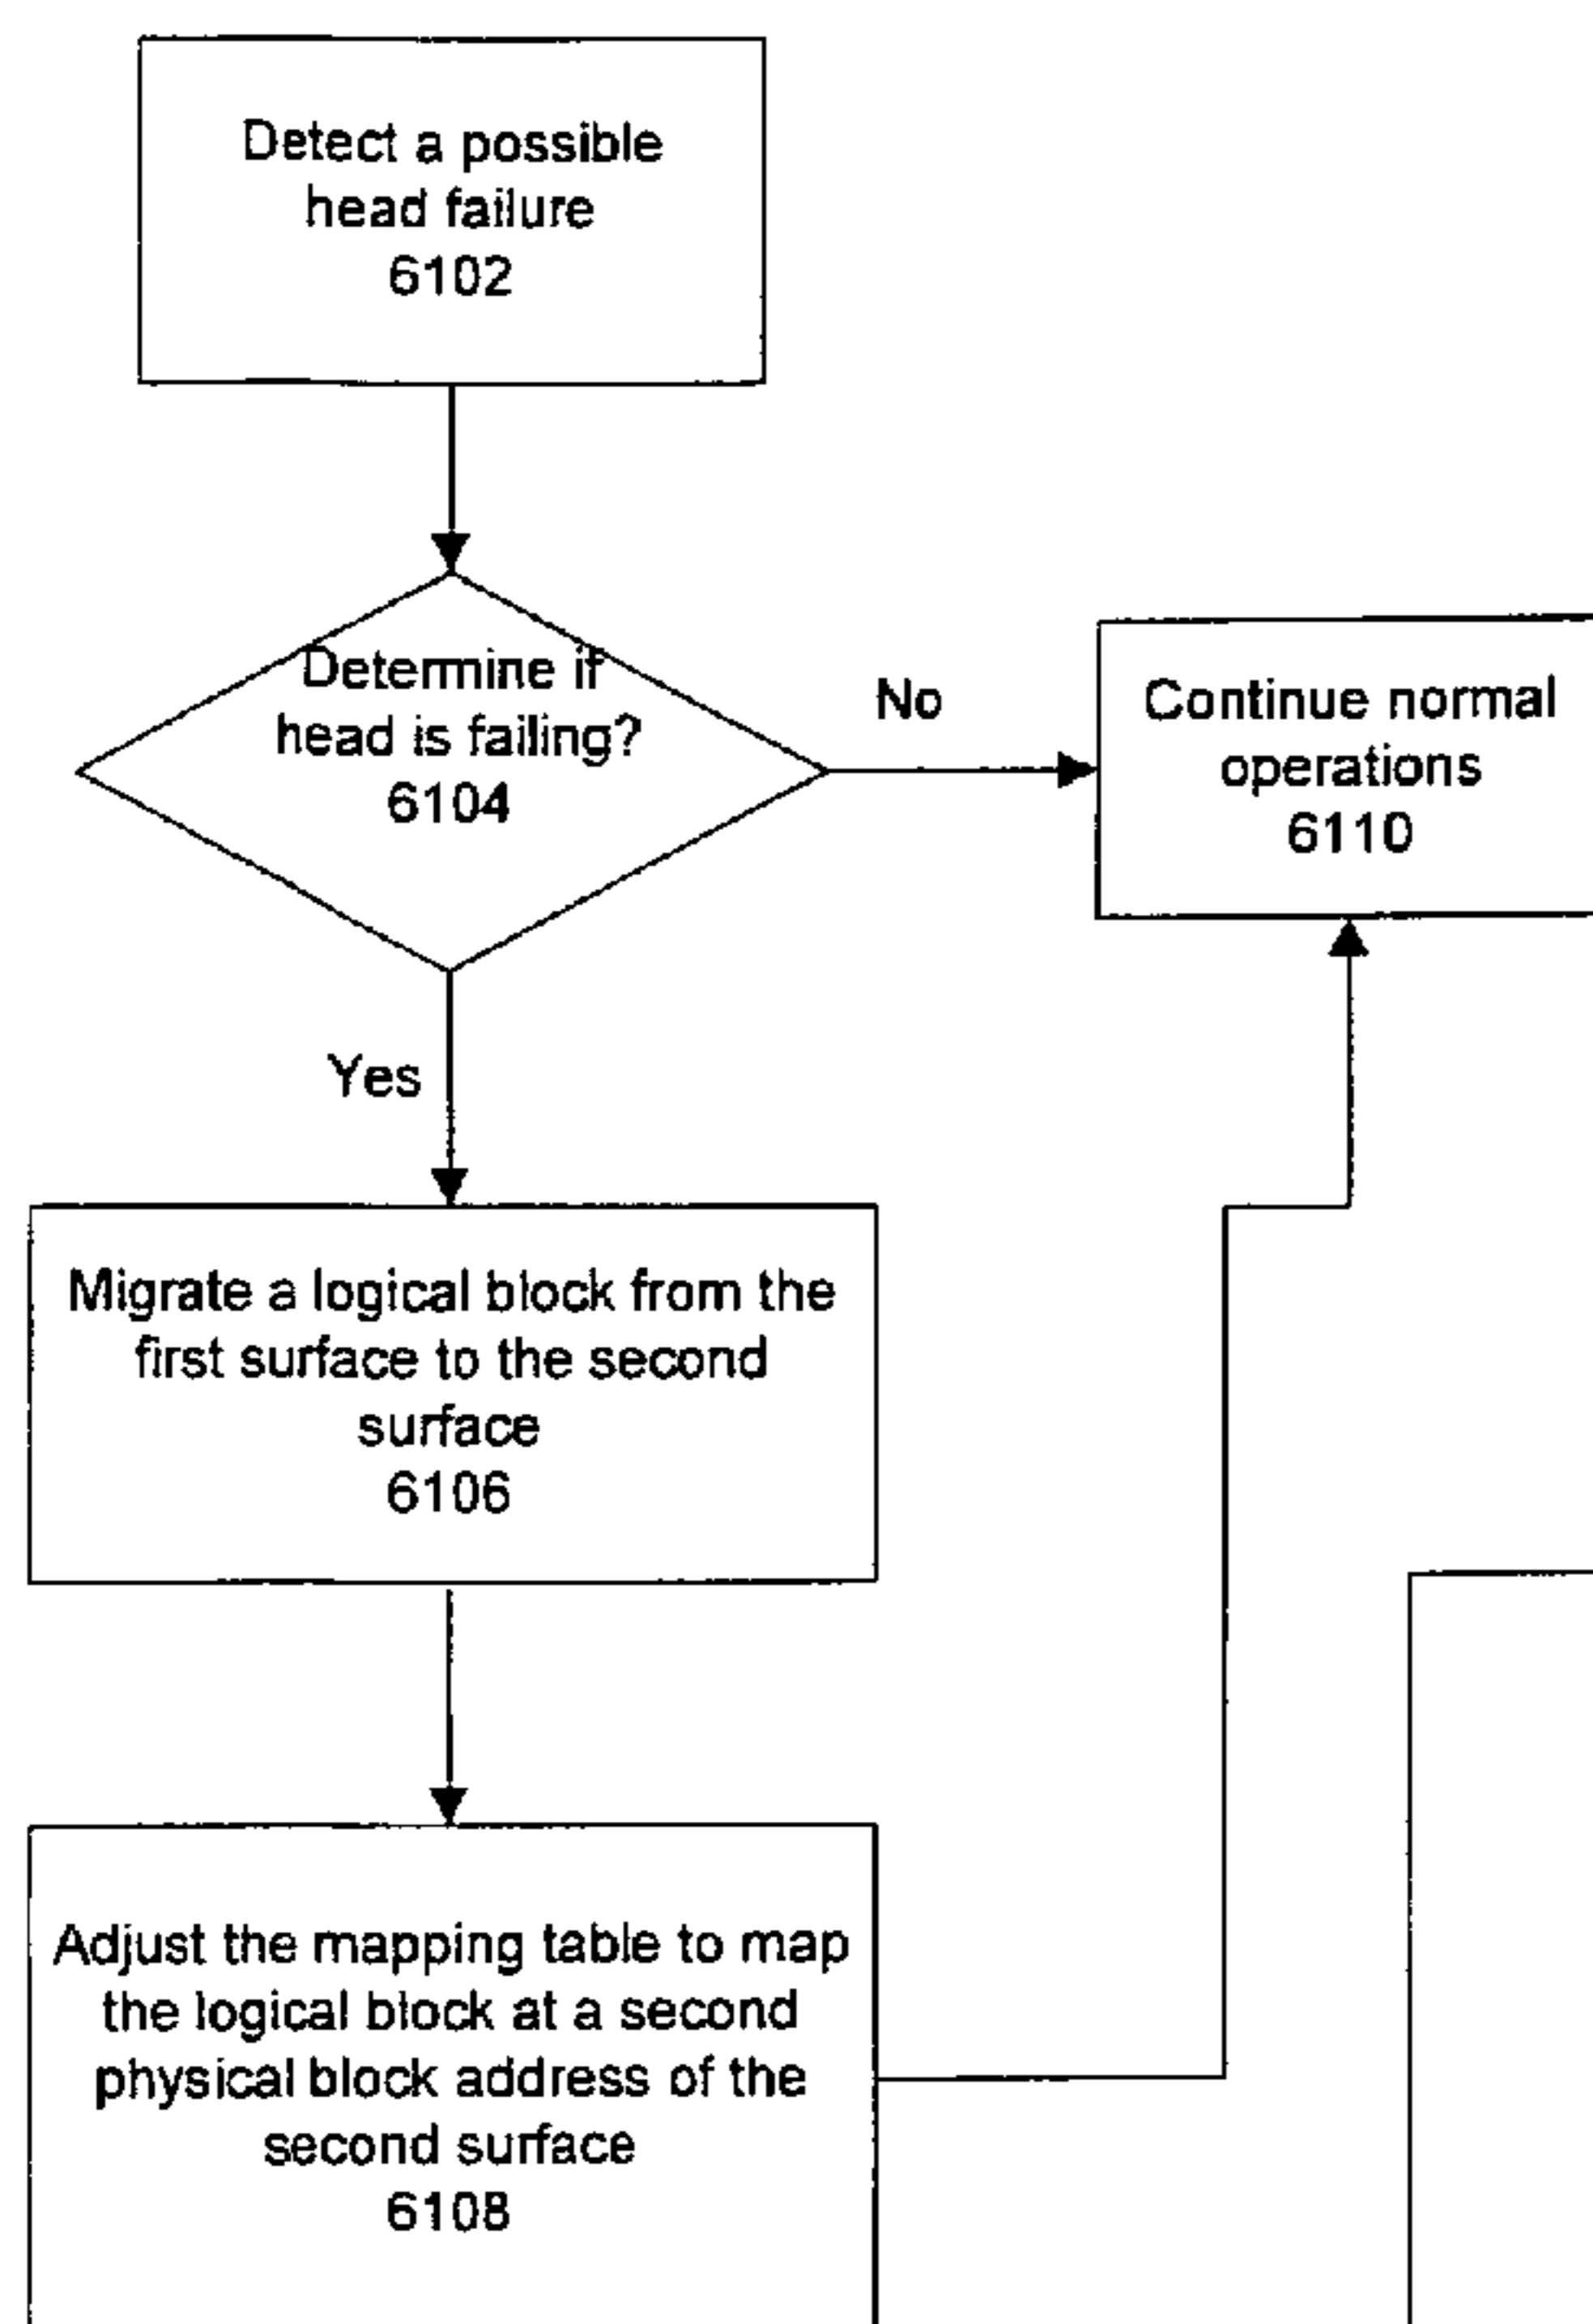 Detect a possible
head failure
6102
Determine if
head is failing?
6104
No
Continue normal
operations
6110
Yes
Migrate a logical block from the
first surface to the second
surface
6106
Adjust the mapping table to map
the logical block at a second
physical block address of the
second surface
6108